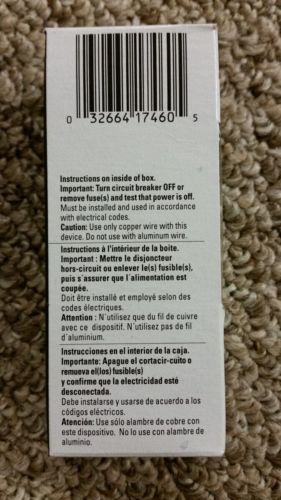 0 32664 17460 5
Instructions on inside of box.
Important: Turn circuit breaker OFF or
remove fuse(s) and test that power is off.
Must be installed and used in accordance
with electrical codes.
Caution: Use only copper wire with this
device. Do not use with aluminum wire.
Instructions à l'intérieur de la boite.
Important : Mettre le disjoncteur
hors-circuit ou enlever le(s) fusible(s),
puis s´assurer que l´alimentation est
coupée.
Doit être installé et employé selon des
codes électriques.
Attention : N´utilisez que du fil de cuivre
avec ce dispositif. N´utilisez pas de fil
d´aluminium.
Instrucciones en el interior de la caja.
Importante: Apague el cortacir-cuito o
remueva el(los) fusible(s)
y confirme que la electricidad esté
desconectada.
Debe instalarse y usarse de acuerdo a los
códigos eléctricos.
Atención: Use sólo alambre de cobre con
este dispositivo. No lo use con alambre de
aluminio.